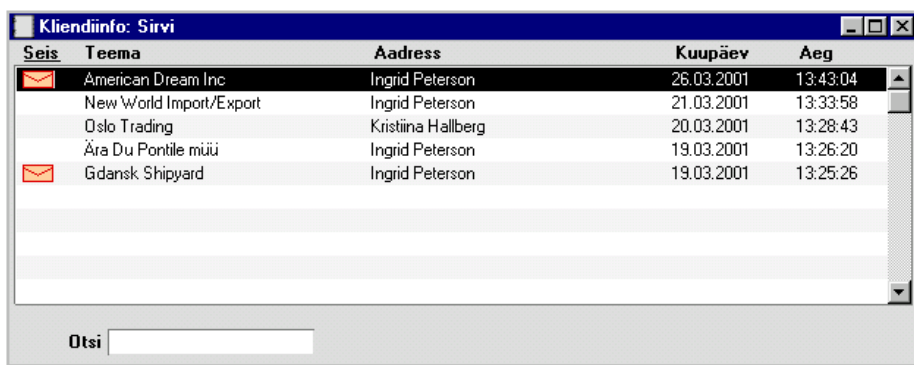 Kliendiinfo: Sirvi
Seis Teema Aadress Kuupäev Aeg
American Dream Inc Ingrid Peterson 26.03.2001 13:43:04
New World Import/Export Ingrid Peterson 21.03.2001 13:33:58
Oslo Trading Kristiina Hallberg 20.03.2001 13:28:43
Ära Du Pontile müü Ingrid Peterson 19.03.2001 13:26:20
Gdansk Shipyard Ingrid Peterson 19.03.2001 13:25:26
Otsi